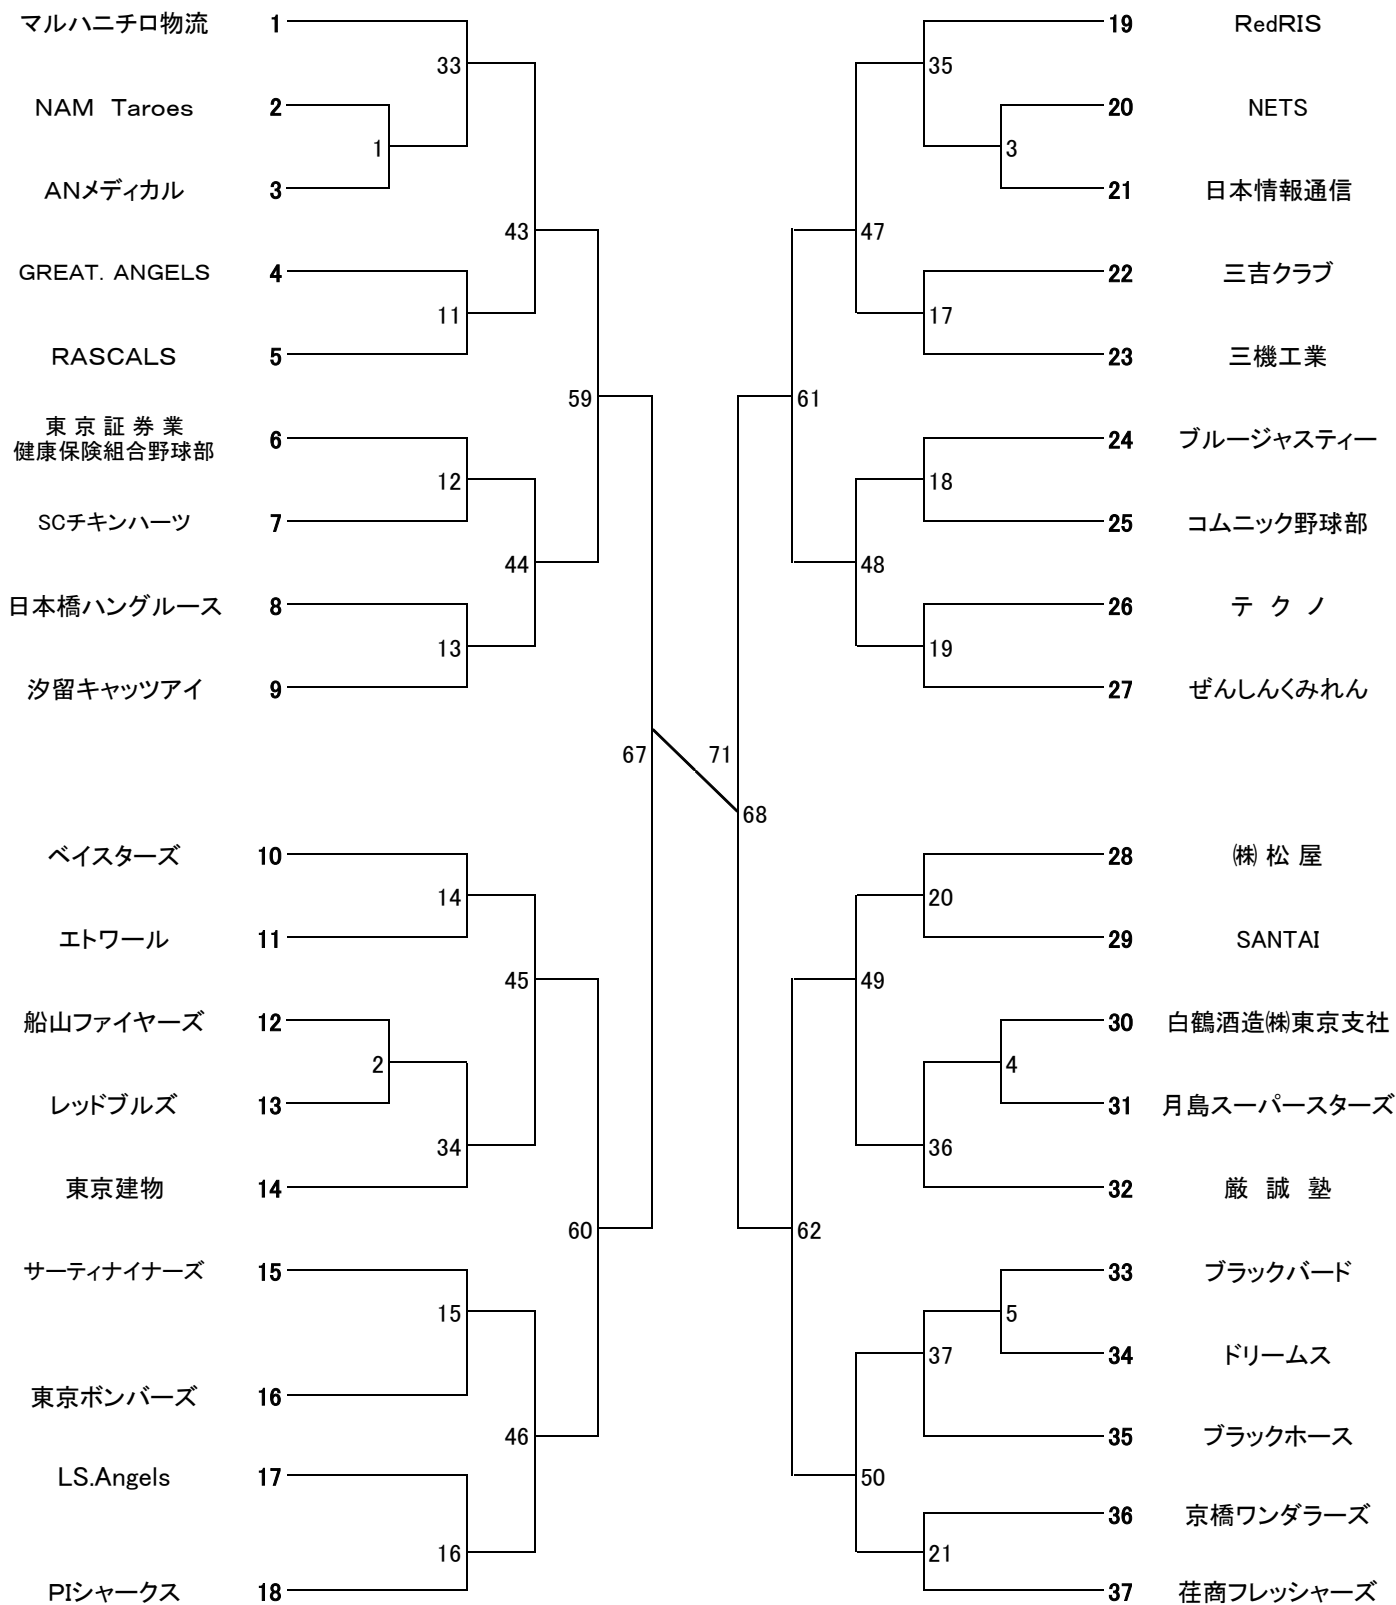 マルハニチロ物流 1
33
NAM Taroes 2
1
ANメディカル 3
43
GREAT. ANGELS 4
11
RASCALS 5
59
東京証券業
健康保険組合野球部 6
12
SCチキンハーツ 7
44
日本橋ハングルース 8
13
汐留キャッツアイ 9
67
ベイスターズ 10
14
エトワール 11
45
船山ファイヤーズ 12
2
レッドブルズ 13
34
東京建物 14
60
サーティナイナーズ 15
15
東京ボンバーズ 16
46
LS.Angels 17
16
PIシャークス 18
19 RedRIS
35
20 NETS
3
21 日本情報通信
47
22 三吉クラブ
17
23 三機工業
61
24 ブルージャスティー
18
25 コムニック野球部
48
26 テクノ
19
27 ぜんしんくみれん
71
68
28 ㈱松屋
20
29 SANTAI
49
30 白鶴酒造㈱東京支社
4
31 月島スーパースターズ
36
32 厳誠塾
62
33 ブラックバード
5
34 ドリームス
37
35 ブラックホース
50
36 京橋ワンダラーズ
21
37 荏商フレッシャーズ